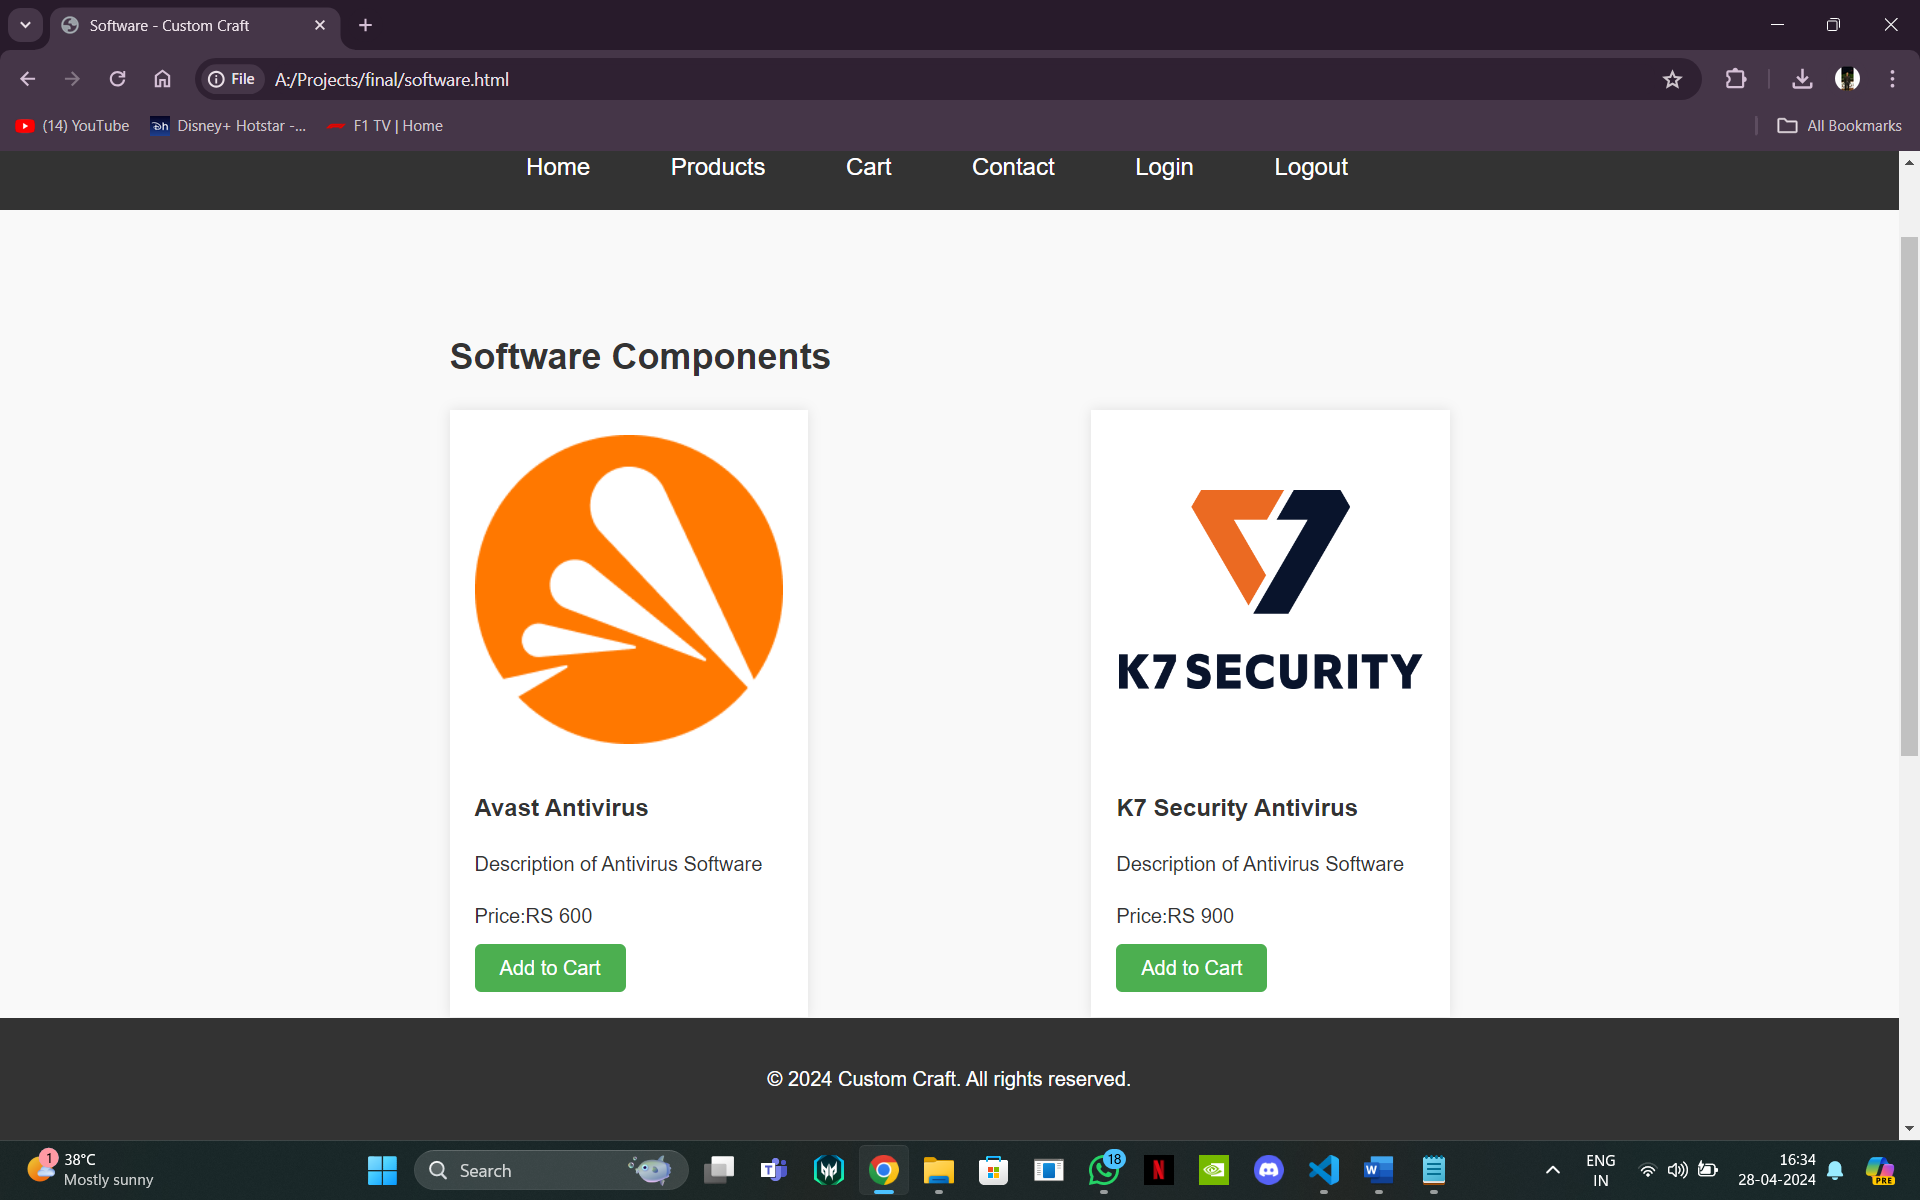 Software - Custom Craft
File A:/Projects/final/software.html
(14) YouTube Disney+ Hotstar -... F1 TV | Home All Bookmarks
Home Products Cart Contact Login Logout
Software Components
K7 SECURITY
Avast Antivirus
Description of Antivirus Software
Price:RS 600
Add to Cart
K7 Security Antivirus
Description of Antivirus Software
Price:RS 900
Add to Cart
© 2024 Custom Craft. All rights reserved.
1
38°C
Mostly sunny
Search
18
ENG
IN
16:34
28-04-2024
PRE